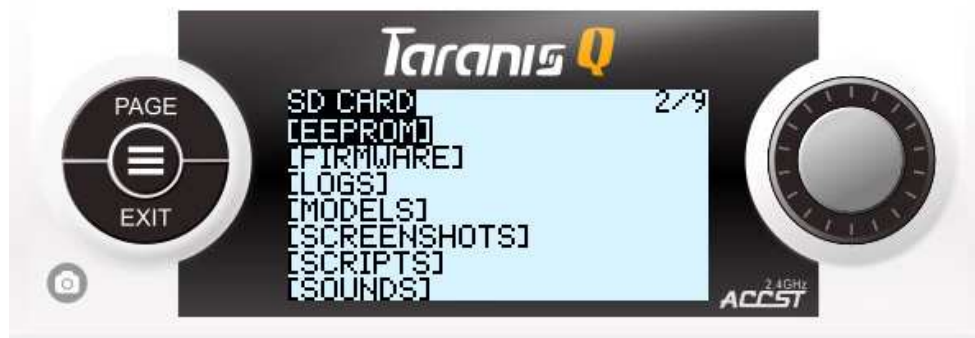 Taranis Q
PAGE
EXIT
SD CARD 2/9
[EEPROM]
[FIRMWARE]
[LOGS]
[MODELS]
[SCREENSHOTS]
[SCRIPTS]
[SOUNDS]
2.4GHz
ACCST